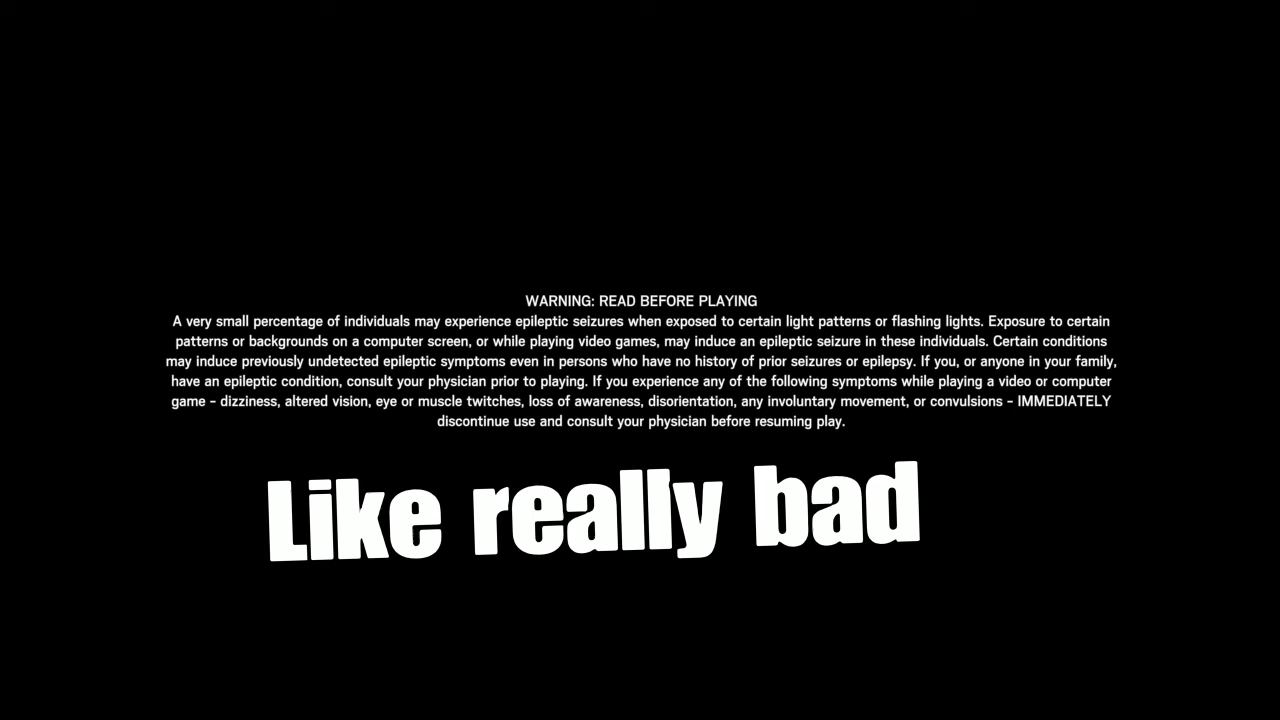 WARNING: READ BEFORE PLAYING
A very small percentage of individuals may experience epileptic seizures when exposed to certain light patterns or flashing lights. Exposure to certain
patterns or backgrounds on a computer screen, or while playing video games, may induce an epileptic seizure in these individuals. Certain conditions
may induce previously undetected epileptic symptoms even in persons who have no history of prior seizures or epilepsy. If you, or anyone in your family,
have an epileptic condition, consult your physician prior to playing. If you experience any of the following symptoms while playing a video or computer
game - dizziness, altered vision, eye or muscle twitches, loss of awareness, disorientation, any involuntary movement, or convulsions - IMMEDIATELY
discontinue use and consult your physician before resuming play.
Like really bad